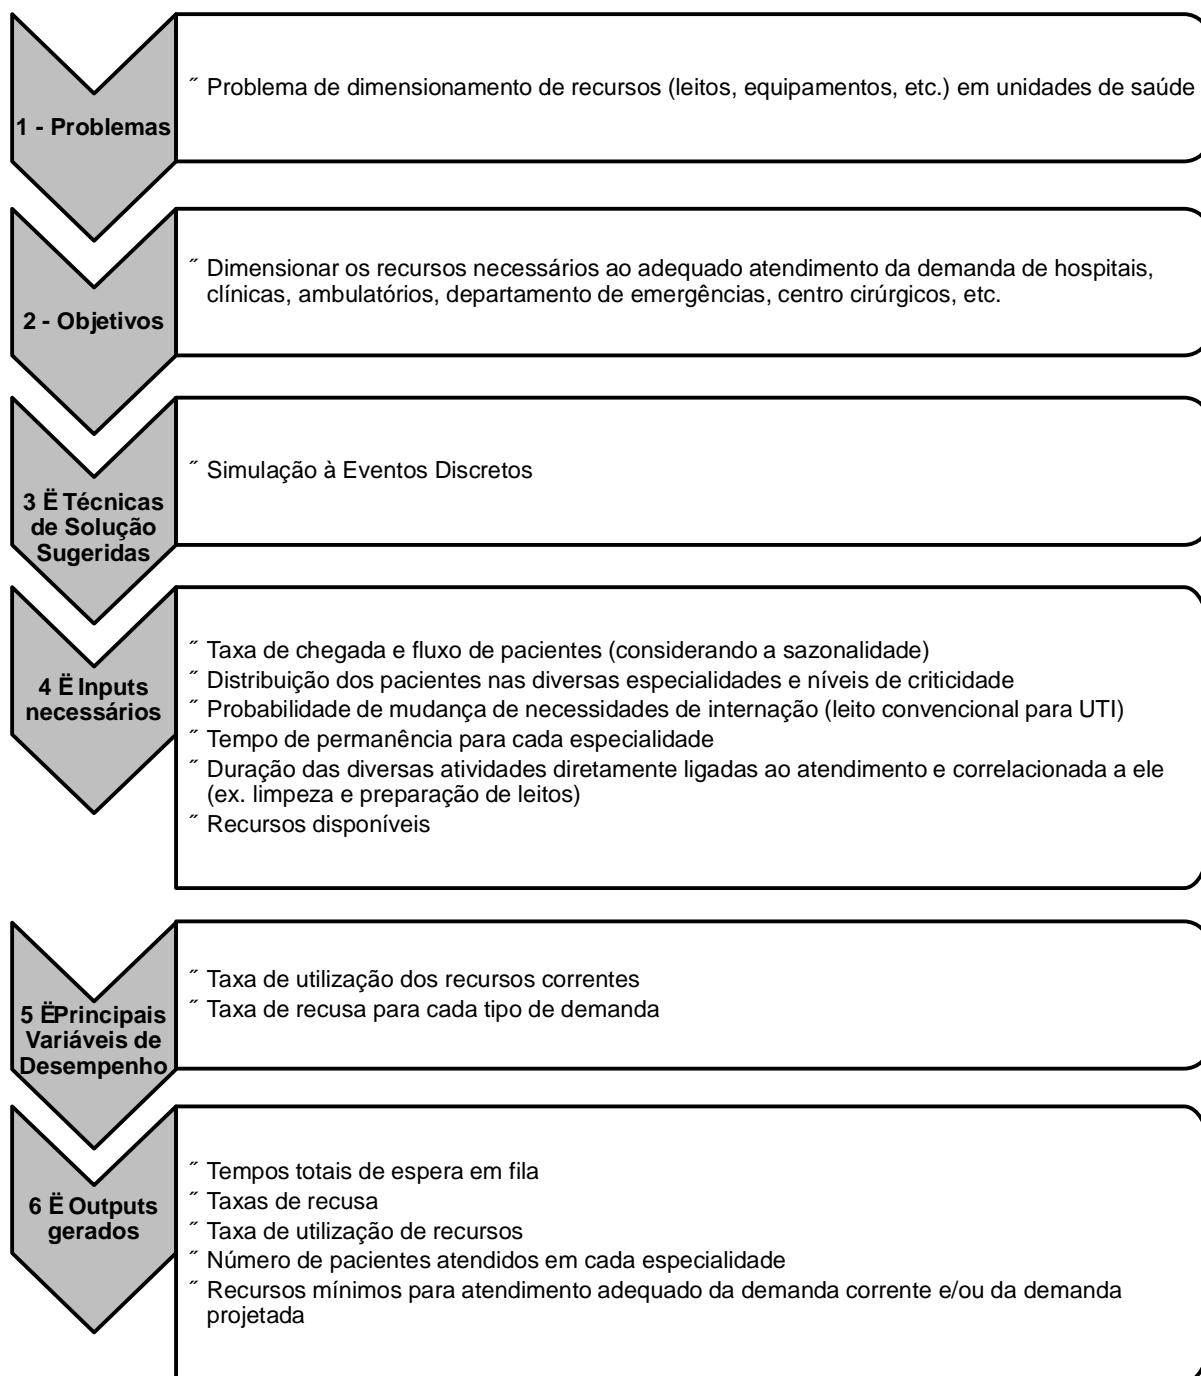 1 - Problemas
˝ Problema de dimensionamento de recursos (leitos, equipamentos, etc.) em unidades de saúde
2 - Objetivos
˝ Dimensionar os recursos necessários ao adequado atendimento da demanda de hospitais,
clínicas, ambulatórios, departamento de emergências, centro cirúrgicos, etc.
3 Ë Técnicas
de Solução
Sugeridas
˝ Simulação à Eventos Discretos
4 Ë Inputs
necessários
˝ Taxa de chegada e fluxo de pacientes (considerando a sazonalidade)
˝ Distribuição dos pacientes nas diversas especialidades e níveis de criticidade
˝ Probabilidade de mudança de necessidades de internação (leito convencional para UTI)
˝ Tempo de permanência para cada especialidade
˝ Duração das diversas atividades diretamente ligadas ao atendimento e correlacionada a ele
(ex. limpeza e preparação de leitos)
˝ Recursos disponíveis
5 ËPrincipais
Variáveis de
Desempenho
˝ Taxa de utilização dos recursos correntes
˝ Taxa de recusa para cada tipo de demanda
6 Ë Outputs
gerados
˝ Tempos totais de espera em fila
˝ Taxas de recusa
˝ Taxa de utilização de recursos
˝ Número de pacientes atendidos em cada especialidade
˝ Recursos mínimos para atendimento adequado da demanda corrente e/ou da demanda
projetada